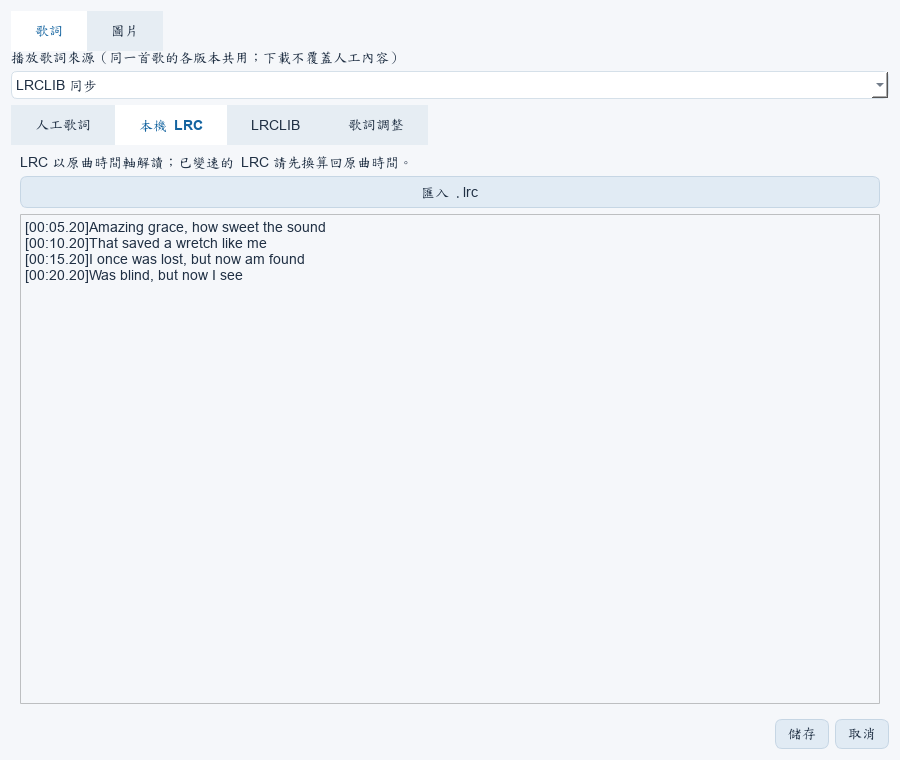 歌詞 圖片
播放歌詞來源（同一首歌的各版本共用；下載不覆蓋人工內容）
LRCLIB 同步
人工歌詞 本機 LRC LRCLIB 歌詞調整
LRC 以原曲時間軸解讀；已變速的 LRC 請先換算回原曲時間。
匯入 .lrc
[00:05.20]Amazing grace, how sweet the sound
[00:10.20]That saved a wretch like me
[00:15.20]I once was lost, but now am found
[00:20.20]Was blind, but now I see
儲存 取消